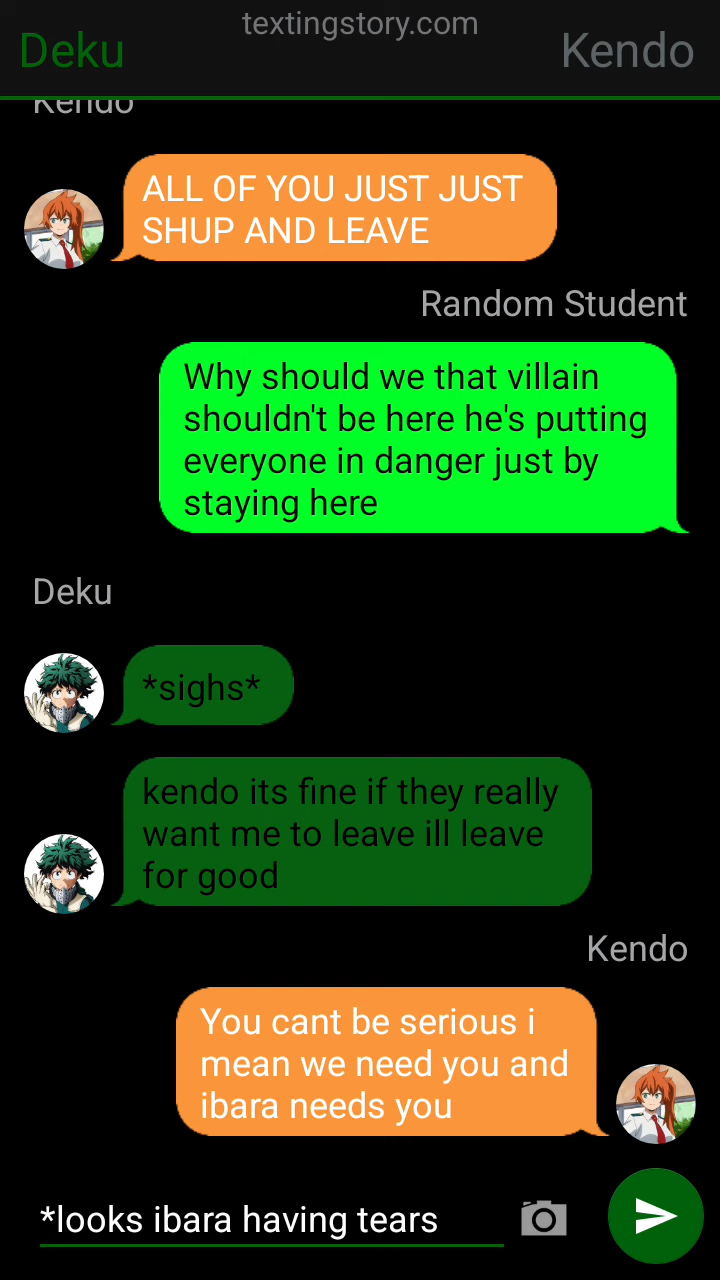 textingstory.com
Deku
Kendo
Kendo
ALL OF YOU JUST JUST
SHUP AND LEAVE
Random Student
Why should we that villain
shouldn't be here he's putting
everyone in danger just by
staying here
Deku
*sighs*
kendo its fine if they really
want me to leave ill leave
for good
Kendo
You cant be serious i
mean we need you and
ibara needs you
*looks ibara having tears